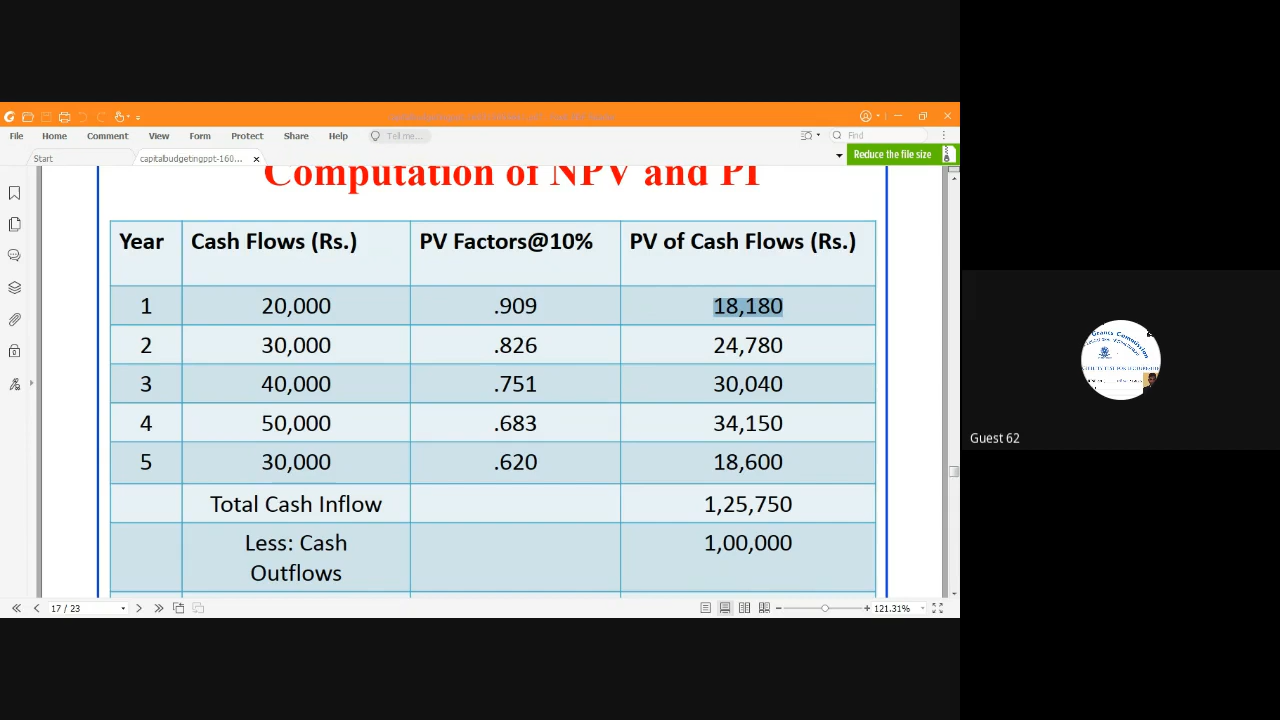 File Home Comment View Form Protect Share Help Tell me... Find
Start capitalbudgetingppt-160... Reduce the file size
Computation of NPV and PI
Year Cash Flows (Rs.) PV Factors@10% PV of Cash Flows (Rs.)
1 20,000 .909 18,180
2 30,000 .826 24,780
3 40,000 .751 30,040
4 50,000 .683 34,150
5 30,000 .620 18,600
Total Cash Inflow 1,25,750
Less: Cash 1,00,000
Outflows
17 / 23 121.31%
Grants Commission
Guest 62